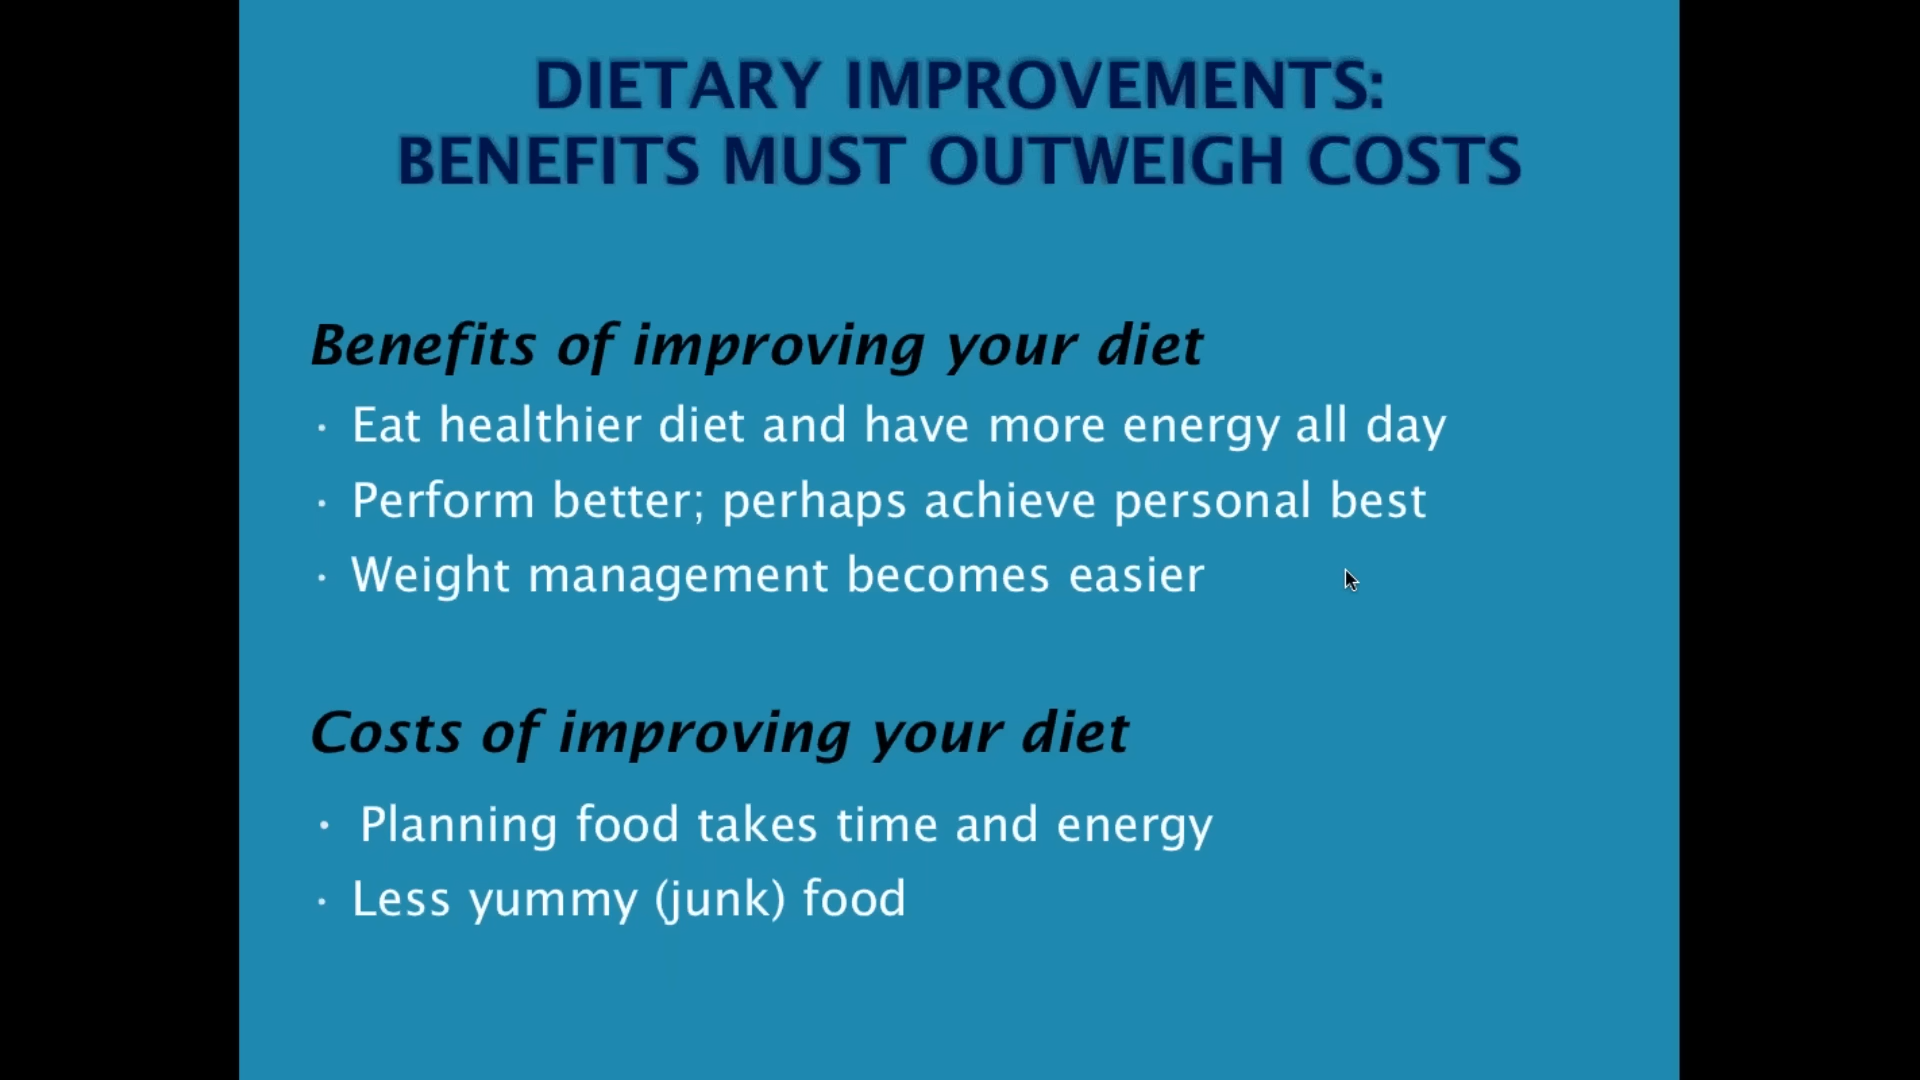 DIETARY IMPROVEMENTS:
BENEFITS MUST OUTWEIGH COSTS
Benefits of improving your diet
· Eat healthier diet and have more energy all day
· Perform better; perhaps achieve personal best
· Weight management becomes easier
Costs of improving your diet
· Planning food takes time and energy
· Less yummy (junk) food